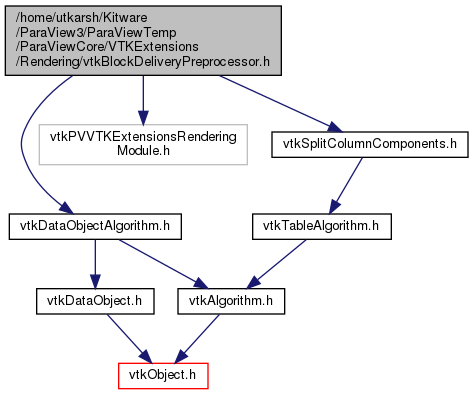 /home/utkarsh/Kitware
/ParaView3/ParaViewTemp
/ParaViewCore/VTKExtensions
/Rendering/vtkBlockDeliveryPreprocessor.h
vtkPVVTKExtensionsRendering
Module.h
vtkSplitColumnComponents.h
vtkDataObjectAlgorithm.h
vtkTableAlgorithm.h
vtkDataObject.h
vtkAlgorithm.h
vtkObject.h